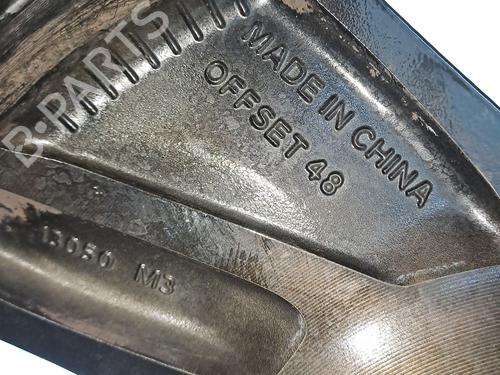 B-PARTS
MADE IN CHINA
OFFSET 48
13050 M3